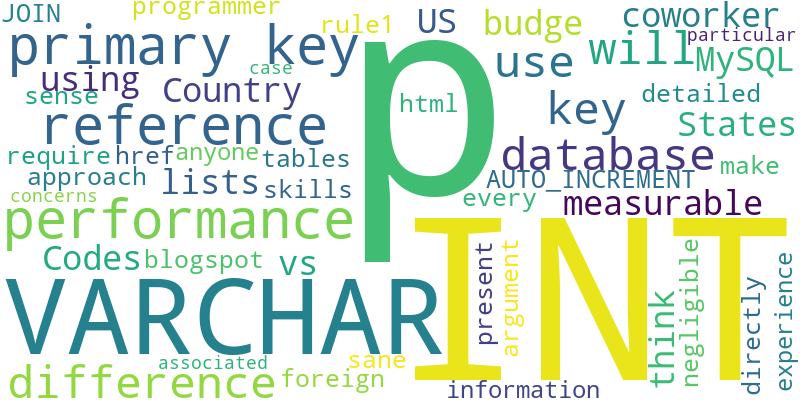 JOIN
programmer
rule1
US
budge
coworker
primary key
particular
using
case
Country
html
use
will
MySQL
sense
reference
key
detailed
States
require
href
anyone
tables
database
approach
lists
skills
AUTO_INCREMENT
make
concerns
every
measurable
performance
p
Codes
blogspot
vs
present
argument
think
negligible
directly
experience
VARCHAR
INT
associated
sane
difference
foreign
information